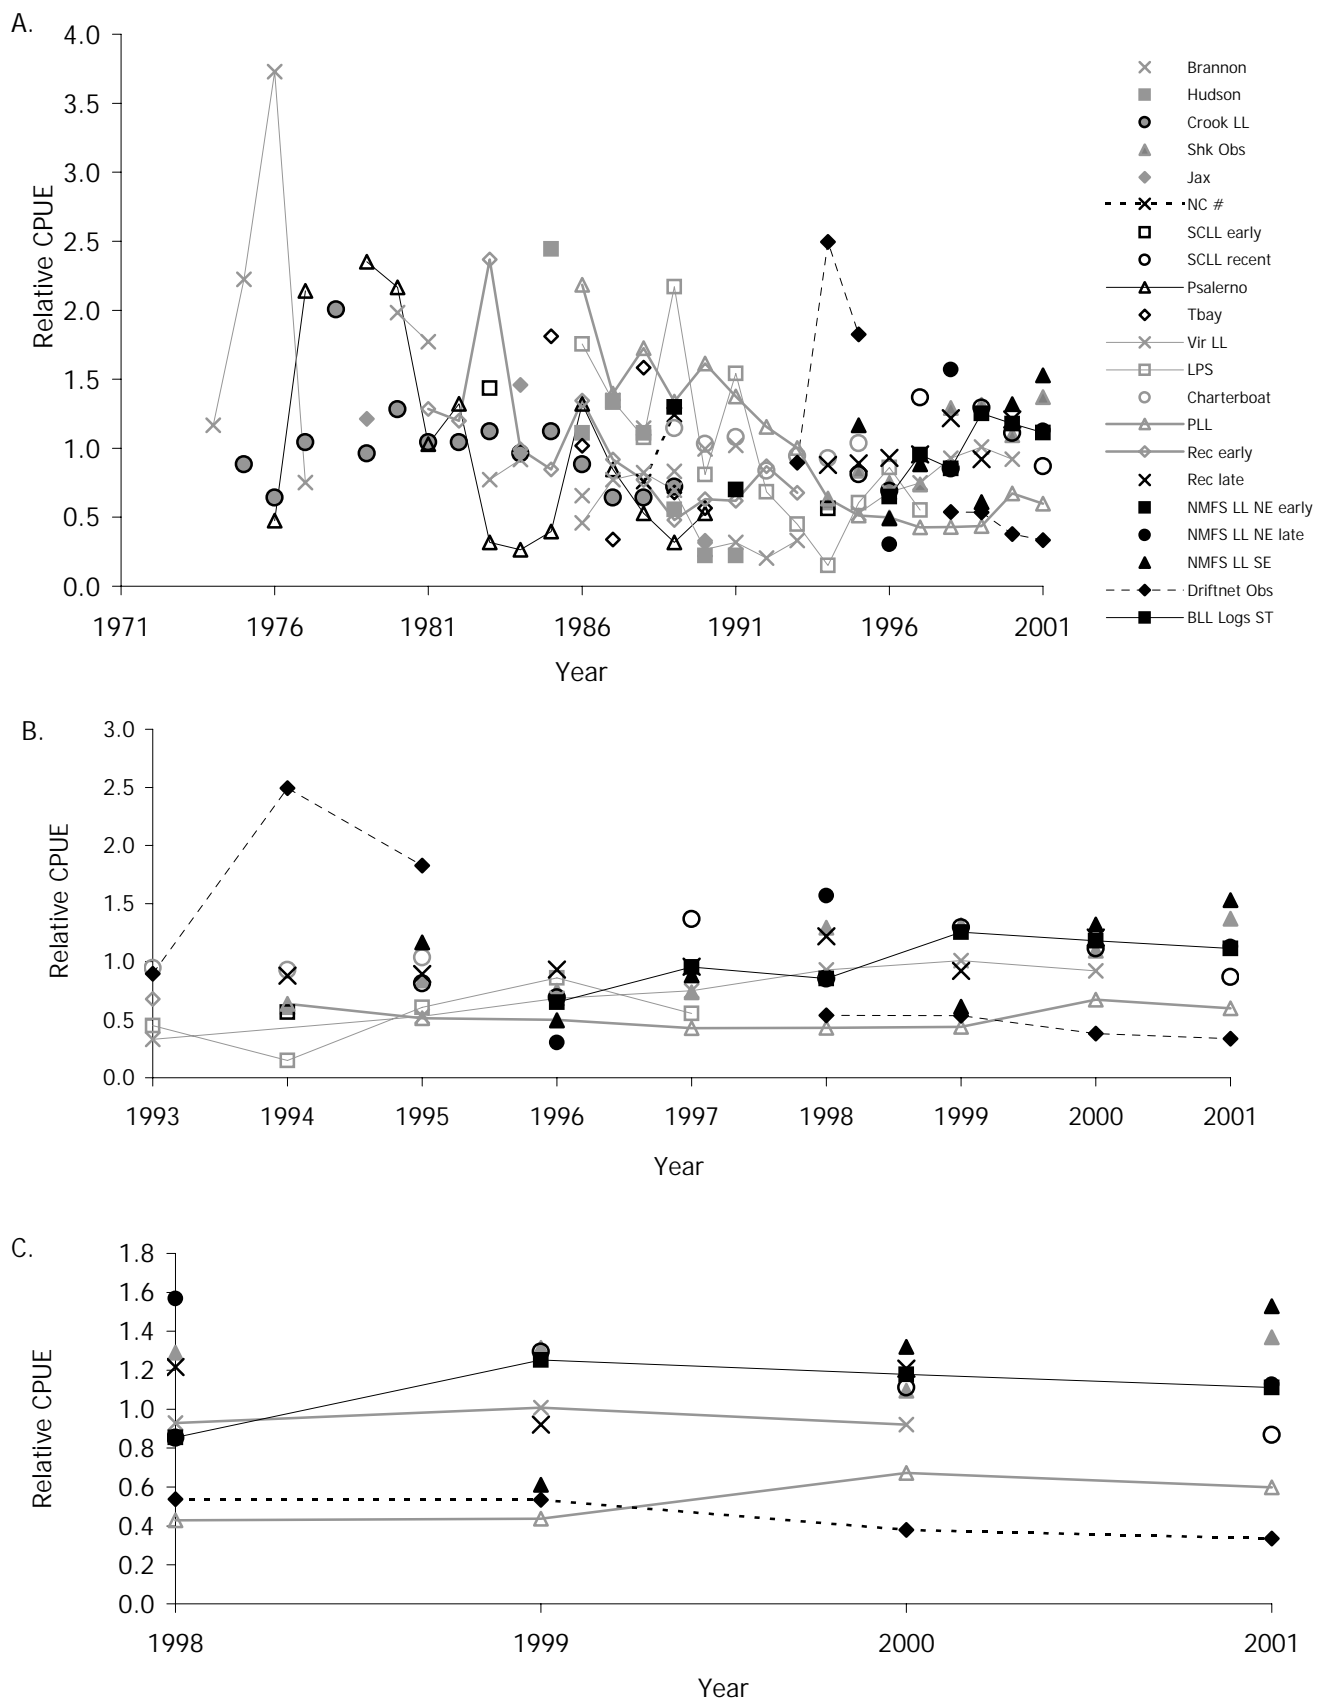 A.
4.0
3.5
3.0
2.5
2.0
1.5
1.0
0.5
0.0
Relative CPUE
1971 1976 1981 1986 1991 1996 2001
Year
Brannon
Hudson
Crook LL
Shk Obs
Jax
NC #
SCLL early
SCLL recent
Psalerno
Tbay
Vir LL
LPS
Charterboat
PLL
Rec early
Rec late
NMFS LL NE early
NMFS LL NE late
NMFS LL SE
Driftnet Obs
BLL Logs ST
B.
3.0
2.5
2.0
1.5
1.0
0.5
0.0
Relative CPUE
1993 1994 1995 1996 1997 1998 1999 2000 2001
Year
C.
1.8
1.6
1.4
1.2
1.0
0.8
0.6
0.4
0.2
0.0
Relative CPUE
1998 1999 2000 2001
Year